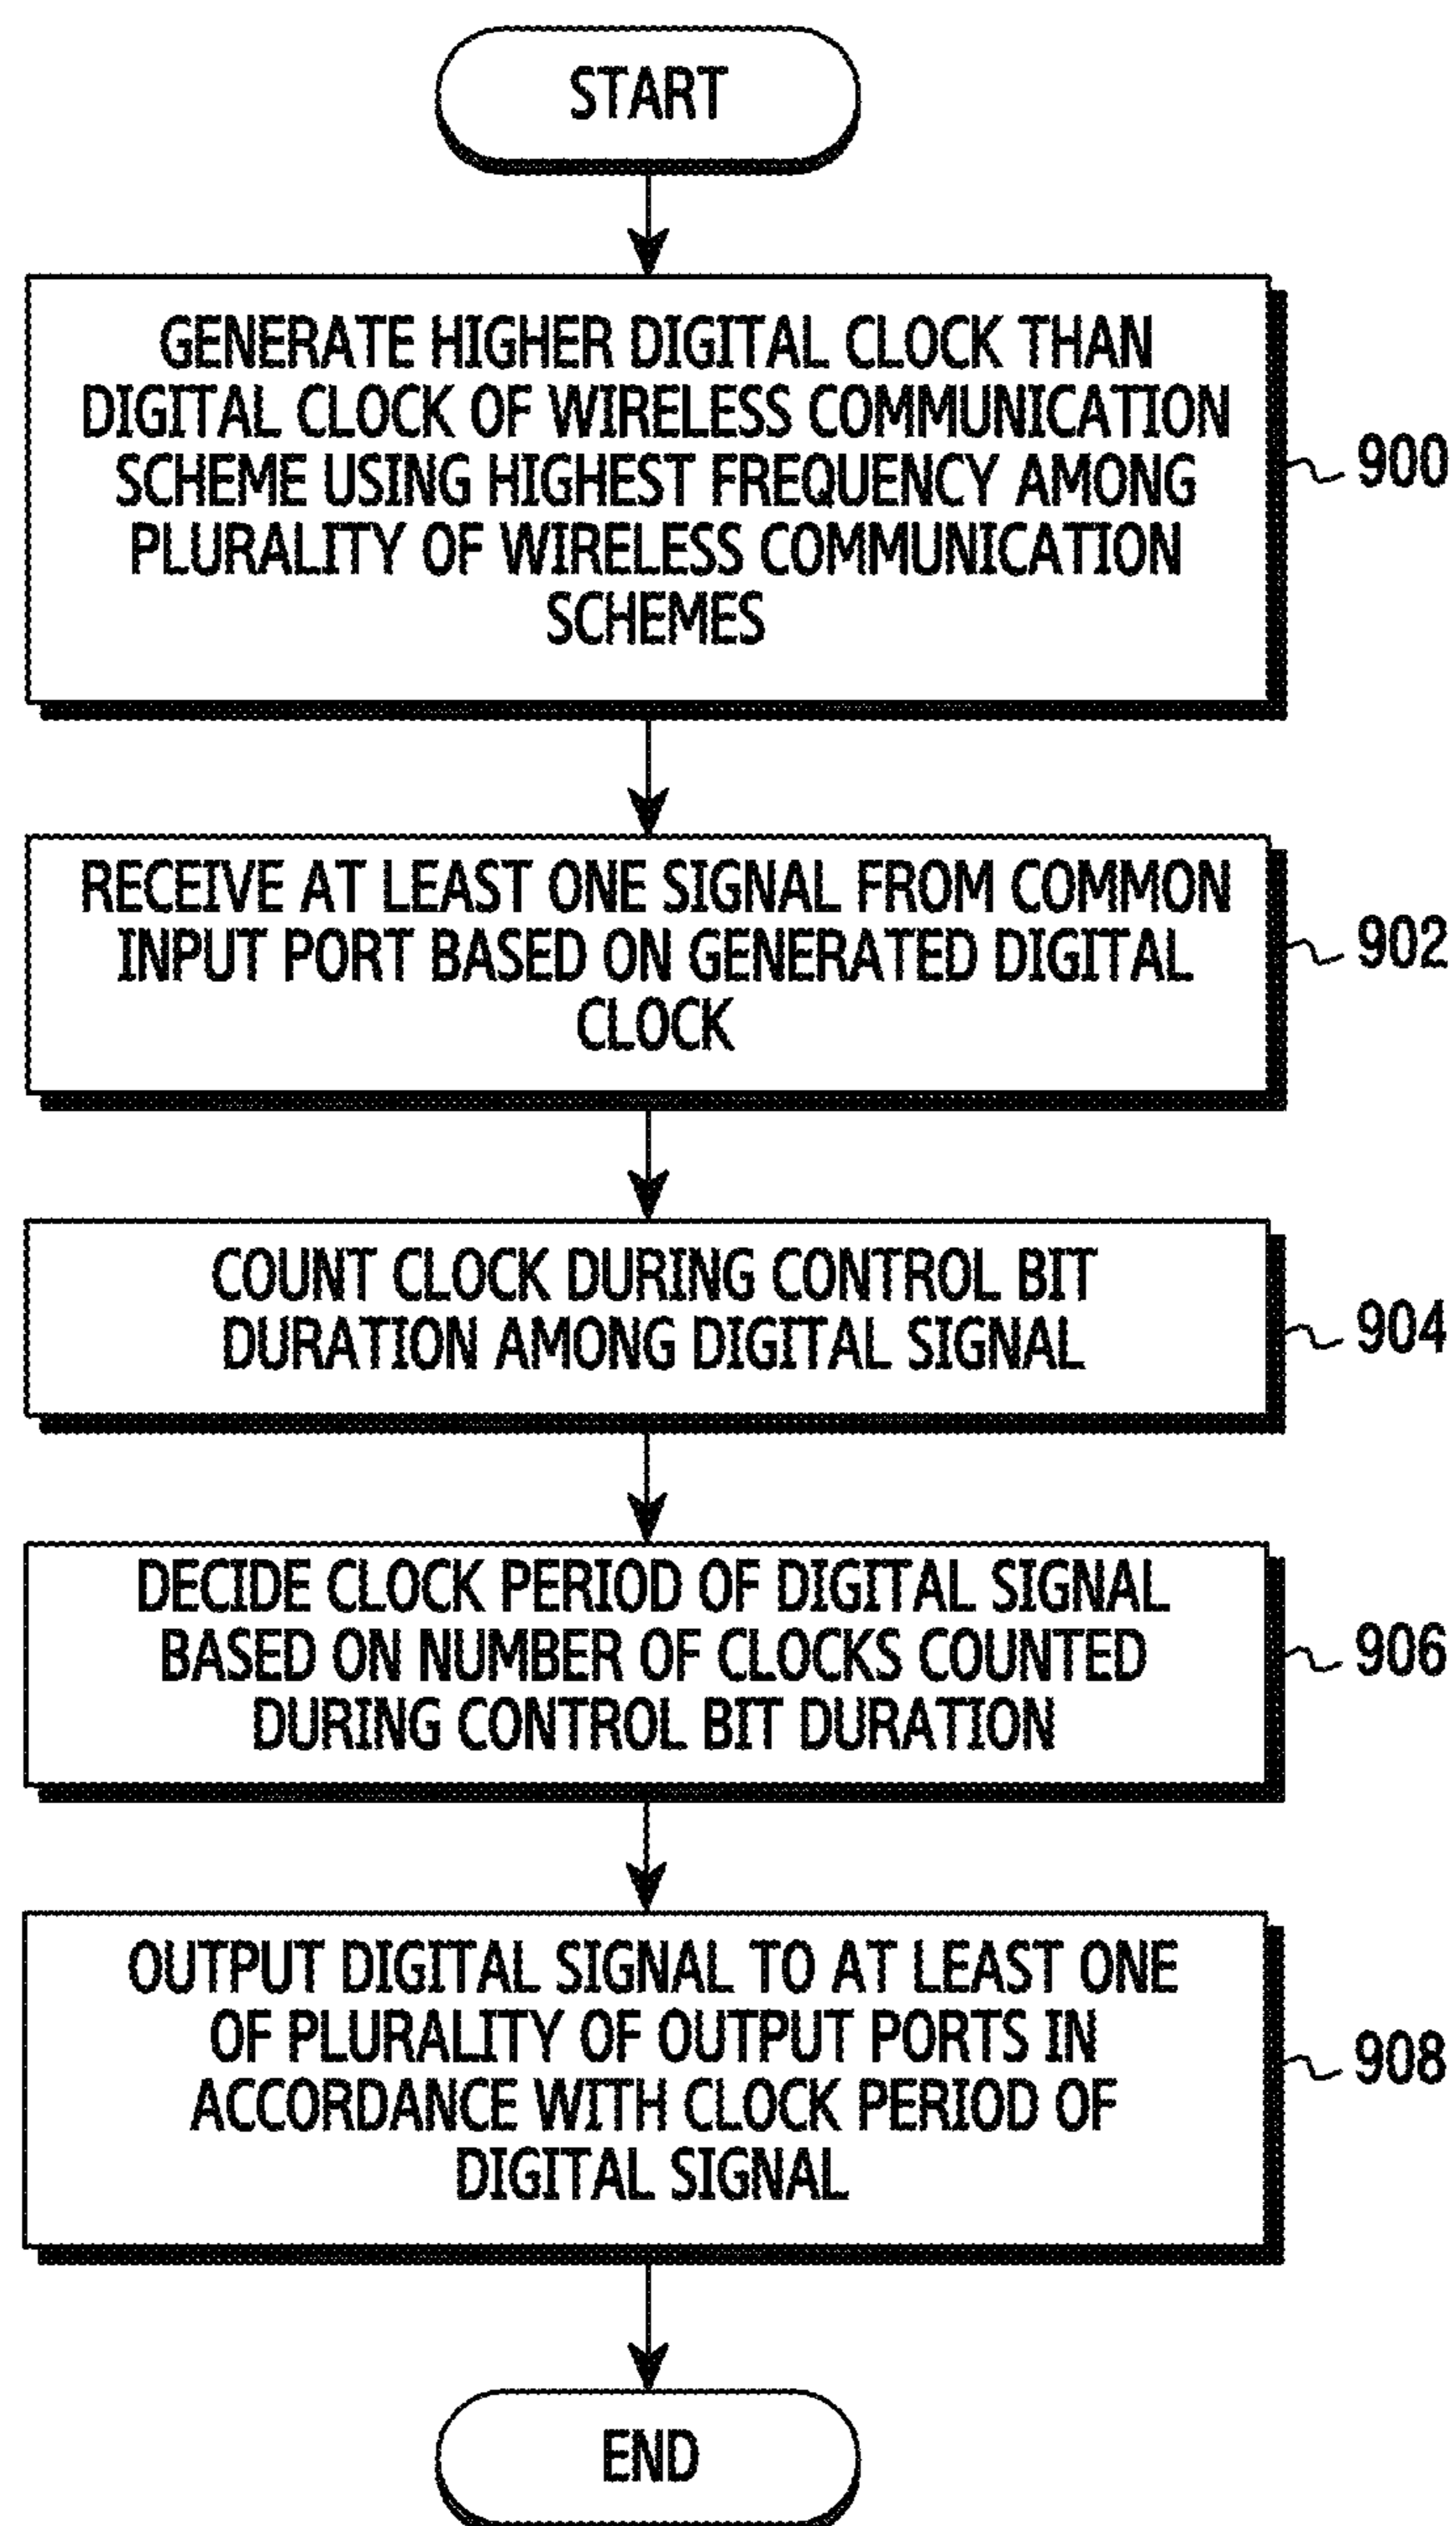 START
GENERATE HIGHER DIGITAL CLOCK THAN
DIGITAL CLOCK OF WIRELESS COMMUNICATION
SCHEME USING HIGHEST FREQUENCY AMONG
PLURALITY OF WIRELESS COMMUNICATION
SCHEMES
900
RECEIVE AT LEAST ONE SIGNAL FROM COMMON
INPUT PORT BASED ON GENERATED DIGITAL
CLOCK
902
COUNT CLOCK DURING CONTROL BIT
DURATION AMONG DIGITAL SIGNAL
904
DECIDE CLOCK PERIOD OF DIGITAL SIGNAL
BASED ON NUMBER OF CLOCKS COUNTED
DURING CONTROL BIT DURATION
906
OUTPUT DIGITAL SIGNAL TO AT LEAST ONE
OF PLURALITY OF OUTPUT PORTS IN
ACCORDANCE WITH CLOCK PERIOD OF
DIGITAL SIGNAL
908
END